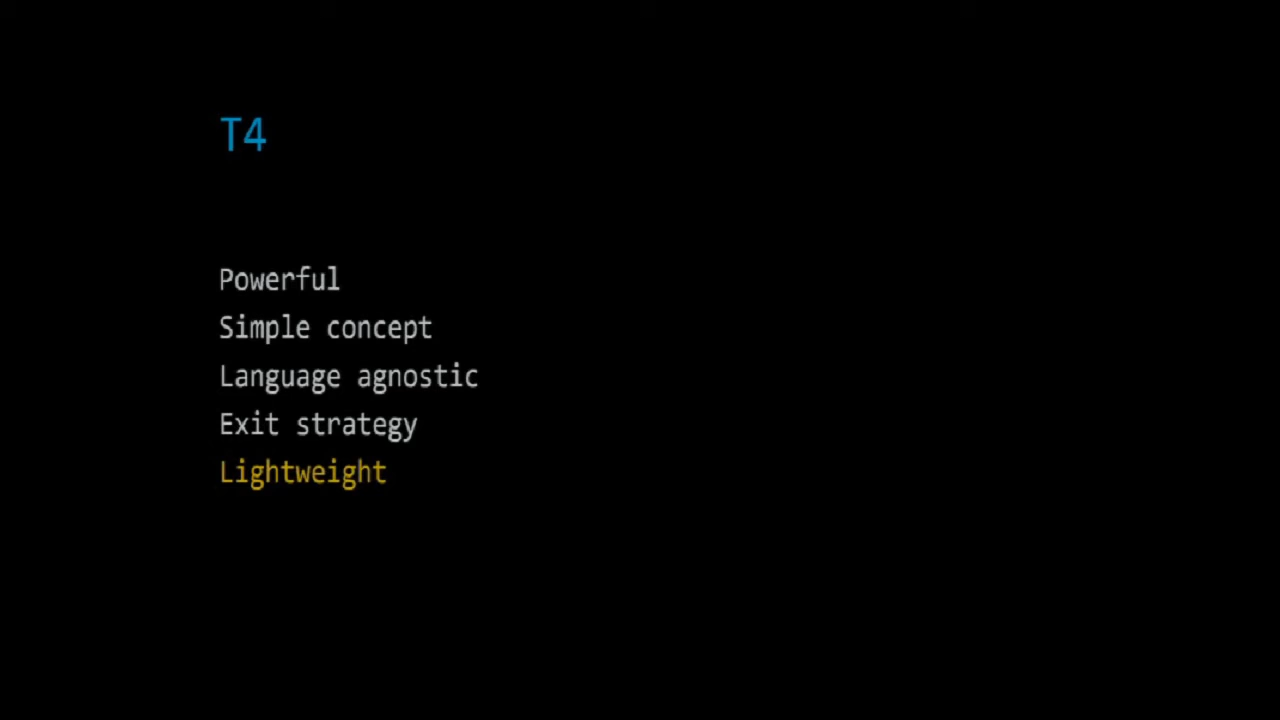 T4
Powerful
Simple concept
Language agnostic
Exit strategy
Lightweight